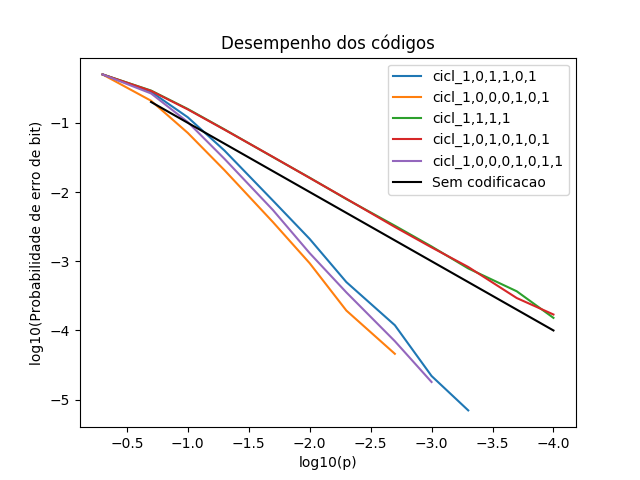 Desempenho dos códigos
cicl_1,0,1,1,0,1
cicl_1,0,0,0,1,0,1
cicl_1,1,1,1
cicl_1,0,1,0,1,0,1
cicl_1,0,0,0,1,0,1,1
Sem codificacao
log10(Probabilidade de erro de bit)
−1
−2
−3
−4
−5
−0.5
−1.0
−1.5
−2.0
−2.5
−3.0
−3.5
−4.0
log10(p)